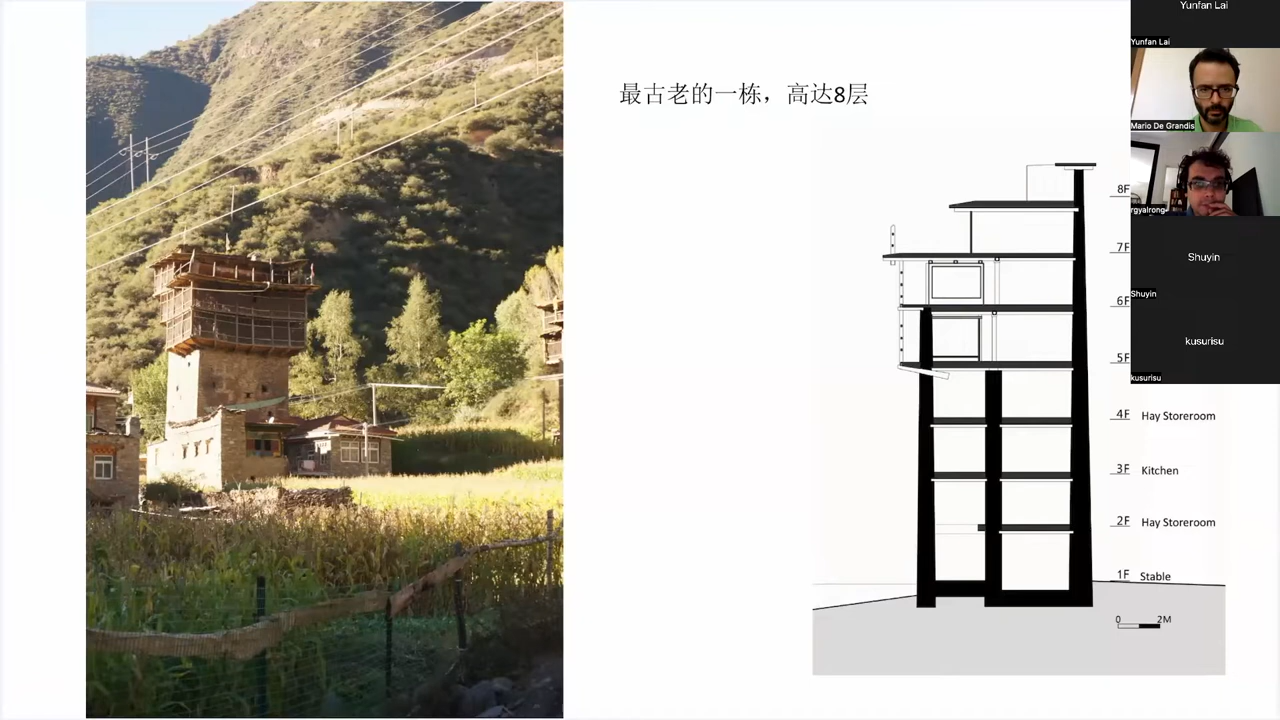 最古老的一栋，高达8层
8F
7F
6F
5F
4F Hay Storeroom
3F Kitchen
2F Hay Storeroom
1F Stable
0 2M
Yunfan Lai
Yunfan Lai
Mario De Grandis
rgyalrong
Shuyin
Shuyin
kusurisu
kusurisu